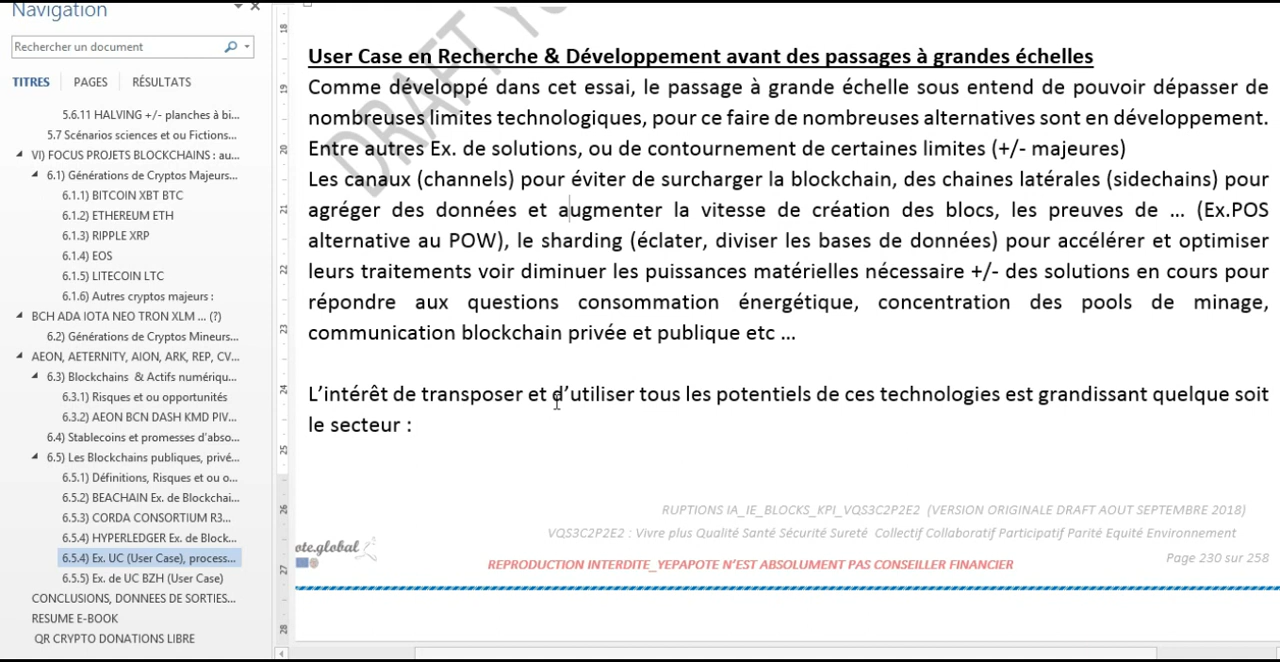 Navigation
Rechercher un document
TITRES PAGES RÉSULTATS
5.6.11 HALVING +/- planches à bi...
5.7 Scénarios sciences et ou Fictions...
VI) FOCUS PROJETS BLOCKCHAINS : au...
6.1) Générations de Cryptos Majeurs...
6.1.1) BITCOIN XBT BTC
6.1.2) ETHEREUM ETH
6.1.3) RIPPLE XRP
6.1.4) EOS
6.1.5) LITECOIN LTC
6.1.6) Autres cryptos majeurs :
BCH ADA IOTA NEO TRON XLM ... (?)
6.2) Générations de Cryptos Mineurs...
AEON, AETERNITY, AION, ARK, REP, CV...
6.3) Blockchains & Actifs numériqu...
6.3.1) Risques et ou opportunités
6.3.2) AEON BCN DASH KMD PIV...
6.4) Stablecoins et promesses d'abso...
6.5) Les Blockchains publiques, privé...
6.5.1) Définitions, Risques et ou o...
6.5.2) BEACHAIN Ex. de Blockchai...
6.5.3) CORDA CONSORTIUM R3...
6.5.4) HYPERLEDGER Ex. de Block...
6.5.4) Ex. UC (User Case), process...
6.5.5) Ex. de UC BZH (User Case)
CONCLUSIONS, DONNEES DE SORTIES...
RESUME E-BOOK
QR CRYPTO DONATIONS LIBRE
18
19
20
21
22
23
24
25
26
27
28
DRAFT
User Case en Recherche & Développement avant des passages à grandes échelles
Comme développé dans cet essai, le passage à grande échelle sous entend de pouvoir dépasser de
nombreuses limites technologiques, pour ce faire de nombreuses alternatives sont en développement.
Entre autres Ex. de solutions, ou de contournement de certaines limites (+/- majeures)
Les canaux (channels) pour éviter de surcharger la blockchain, des chaines latérales (sidechains) pour
agréger des données et augmenter la vitesse de création des blocs, les preuves de ... (Ex.POS
alternative au POW), le sharding (éclater, diviser les bases de données) pour accélérer et optimiser
leurs traitements voir diminuer les puissances matérielles nécessaire +/- des solutions en cours pour
répondre aux questions consommation énergétique, concentration des pools de minage,
communication blockchain privée et publique etc ...
L'intérêt de transposer et d'utiliser tous les potentiels de ces technologies est grandissant quelque soit
le secteur :
RUPTIONS IA_IE_BLOCKS_KPI_VQS3C2P2E2 (VERSION ORIGINALE DRAFT AOUT SEPTEMBRE 2018)
VQS3C2P2E2 : Vivre plus Qualité Santé Sécurité Sureté Collectif Collaboratif Participatif Parité Equité Environnement
ote.global
Page 230 sur 258
REPRODUCTION INTERDITE_YEPAPOTE N'EST ABSOLUMENT PAS CONSEILLER FINANCIER